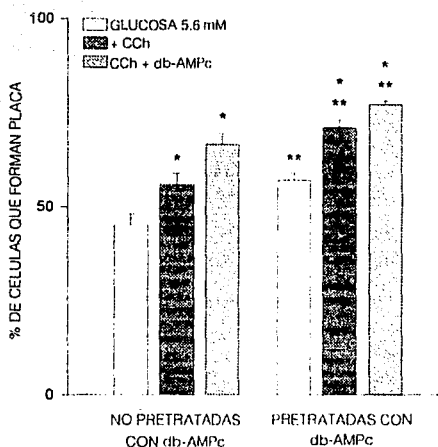 100
50
0
% DE CELULAS QUE FORMAN PLACA
GLUCOSA 5.6 mM
+ CCh
CCh + db-AMPc
*
*
**
*
**
*
**
NO PRETRATADAS
CON db-AMPc
PRETRATADAS CON
db-AMPc